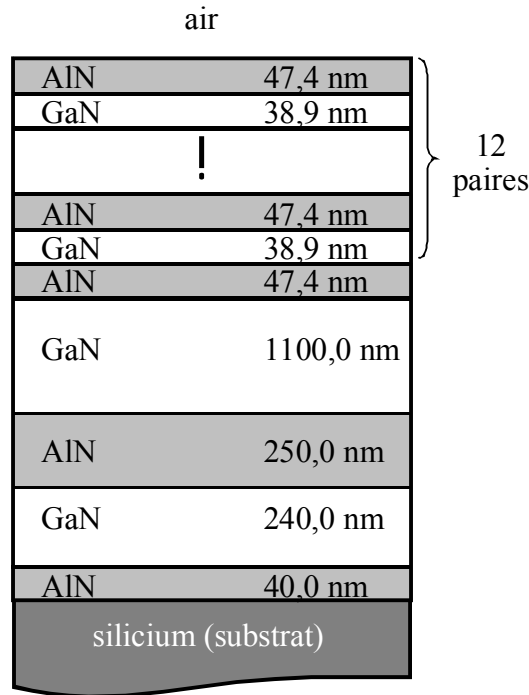 air
AlN 47,4 nm
GaN 38,9 nm
AlN 47,4 nm
GaN 38,9 nm
AlN 47,4 nm
12
paires
GaN 1100,0 nm
AlN 250,0 nm
GaN 240,0 nm
AlN 40,0 nm
silicium (substrat)